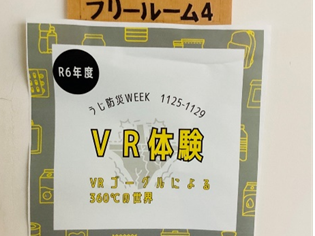 フリールーム4
R6年度
うじ防災WEEK 1125-1129
VR体験
VRゴーグルによる
360℃の世界